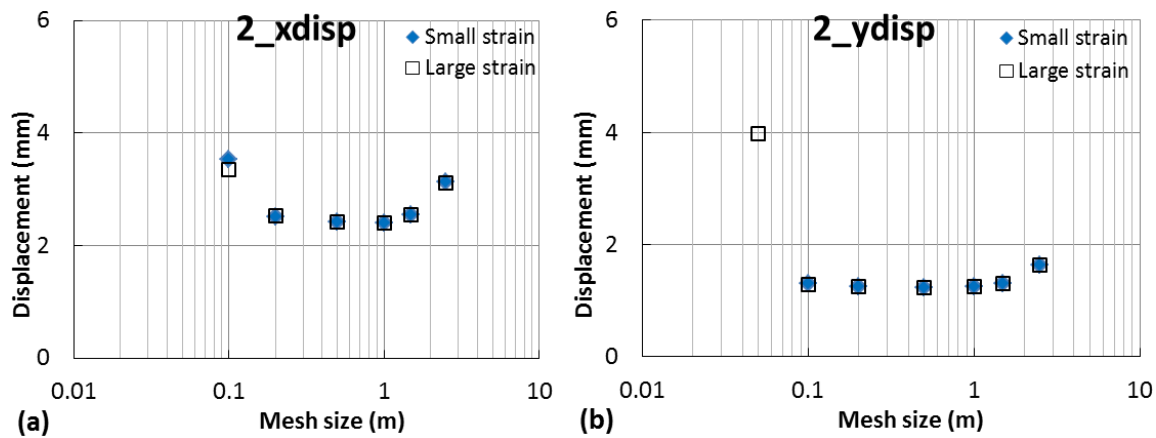 2_xdisp
Small strain
Large strain
Displacement (mm)
6
4
2
0
0.01
0.1
1
10
Mesh size (m)
(a)
2_ydisp
Small strain
Large strain
Displacement (mm)
6
4
2
0
0.01
0.1
1
10
Mesh size (m)
(b)